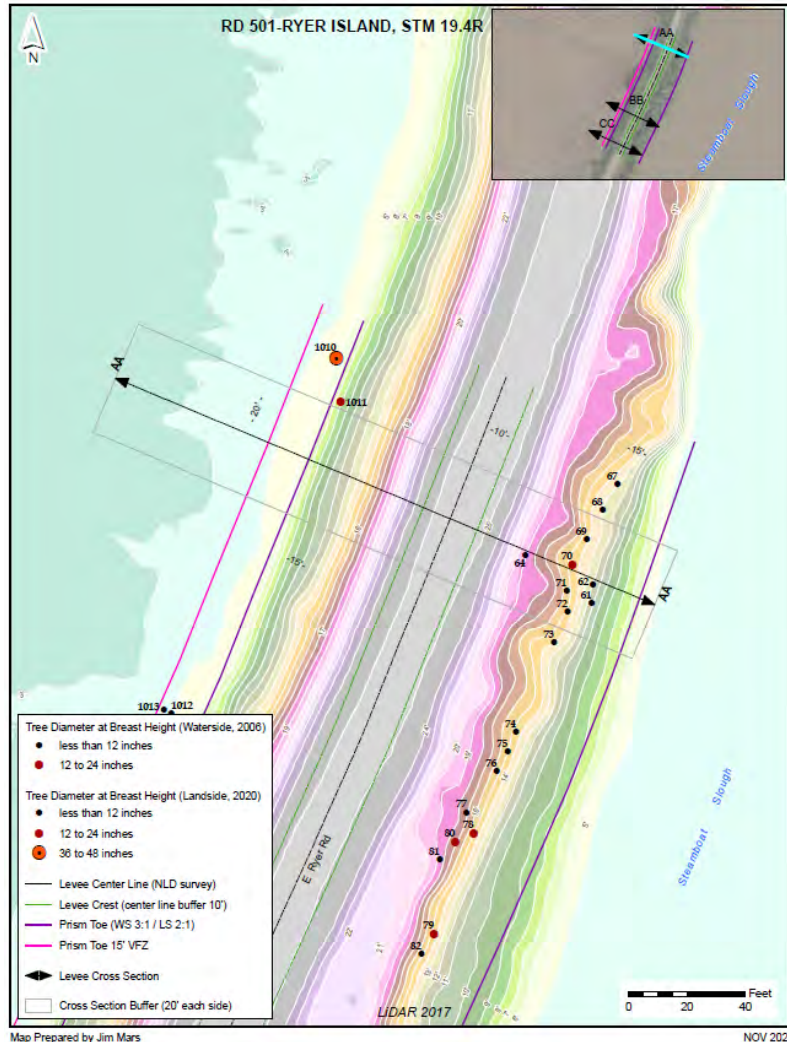 RD 501-RYER ISLAND, STM 19.4R
N
AA
BB
CC
Steamboat Slough
1010
1011
AA
- 20' -
-10'-
-15'-
-15'-
67
68
69
70
64
71
62
72
61
AA
73
1013
1012
74
75
76
77
78
80
81
79
82
E Ryer Rd
Steamboat Slough
Tree Diameter at Breast Height (Waterside, 2006)
less than 12 inches
12 to 24 inches
Tree Diameter at Breast Height (Landside, 2020)
less than 12 inches
12 to 24 inches
36 to 48 inches
Levee Center Line (NLD survey)
Levee Crest (center line buffer 10')
Prism Toe (WS 3:1 / LS 2:1)
Prism Toe 15' VFZ
Levee Cross Section
Cross Section Buffer (20' each side)
LiDAR 2017
Feet
0 20 40
Map Prepared by Jim Mars
NOV 202